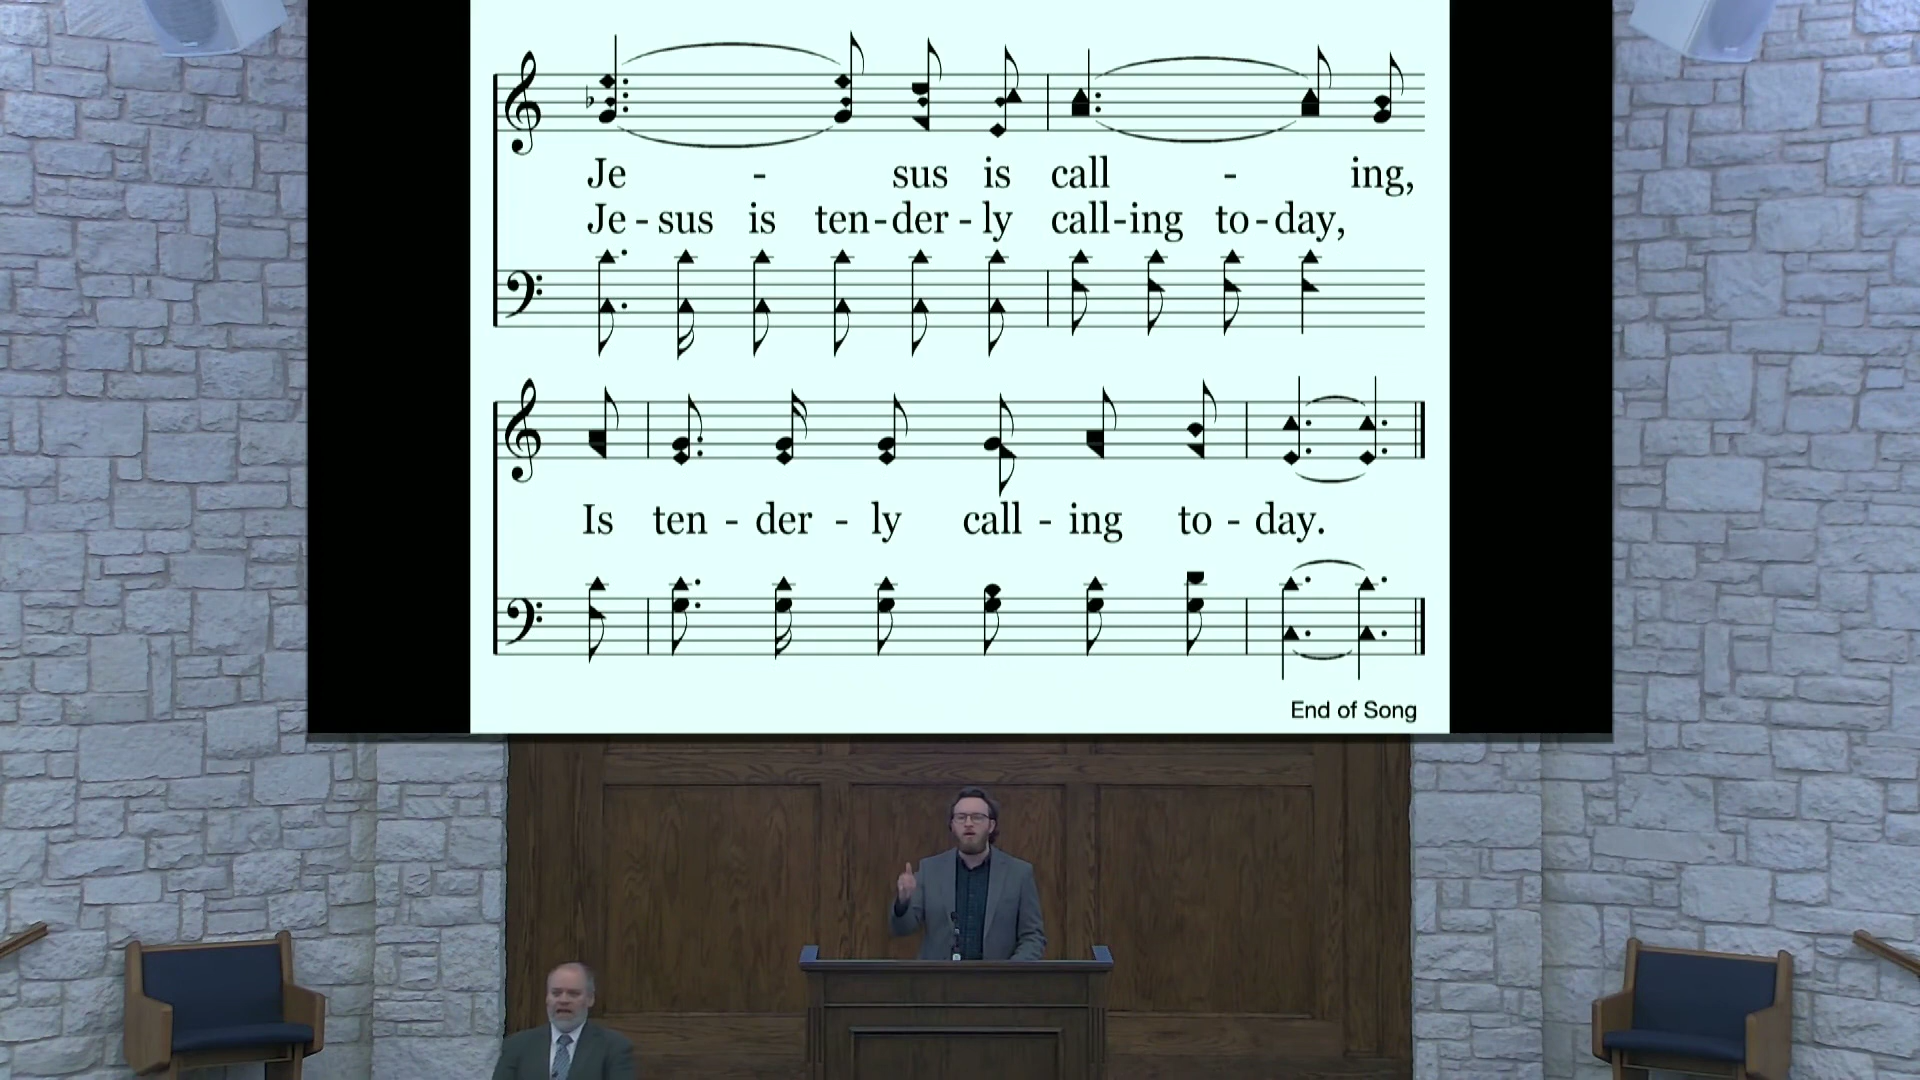 Je - sus is call - ing,
Je - sus is ten - der - ly call - ing to - day,
Is ten - der - ly call - ing to - day.
End of Song